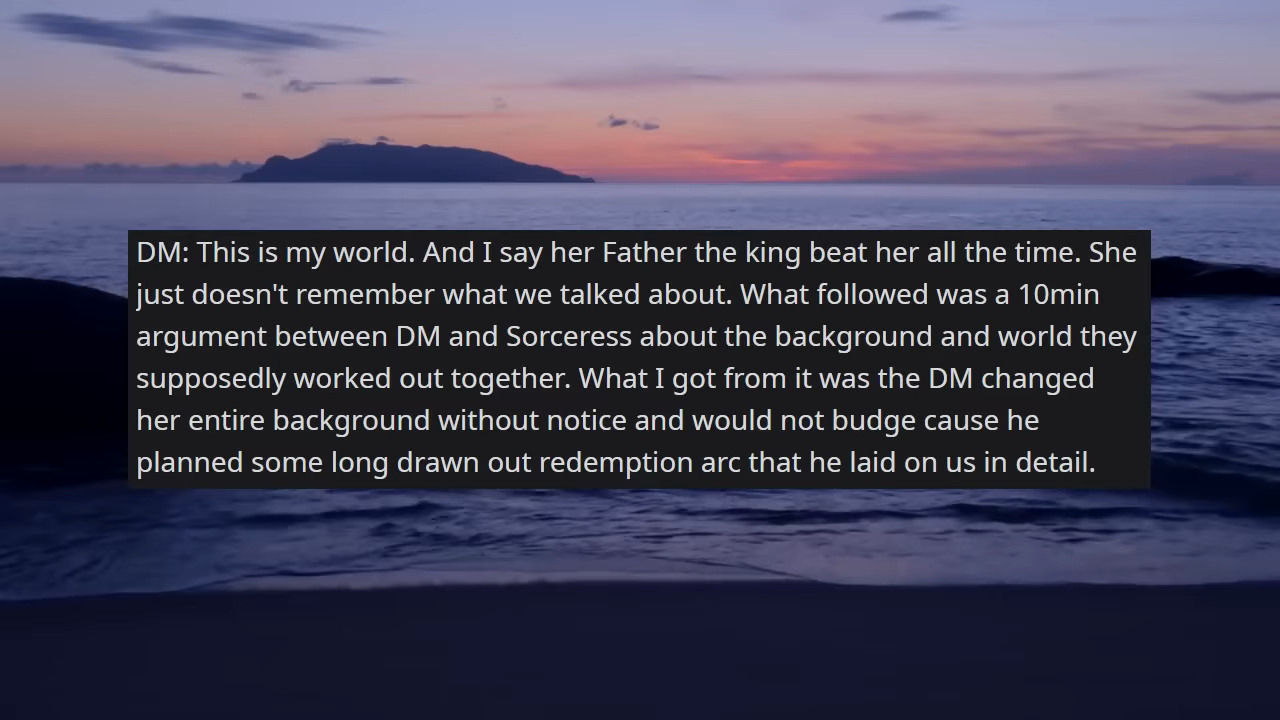 DM: This is my world. And I say her Father the king beat her all the time. She
just doesn't remember what we talked about. What followed was a 10min
argument between DM and Sorceress about the background and world they
supposedly worked out together. What I got from it was the DM changed
her entire background without notice and would not budge cause he
planned some long drawn out redemption arc that he laid on us in detail.